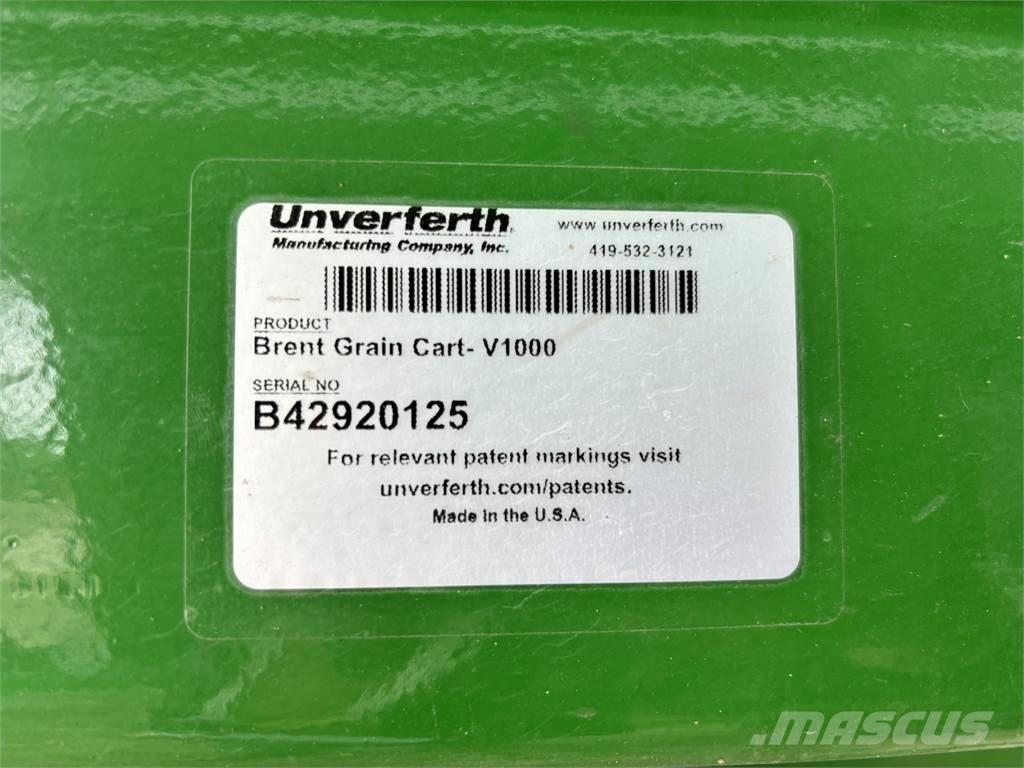 Unverferth
www unverferth.com
Manufacturing Company, Inc.
419-532-3121
PRODUCT
Brent Grain Cart- V1000
SERIAL NO
B42920125
For relevant patent markings visit
unverferth.com/patents.
Made in the U.S.A.
MASCUS